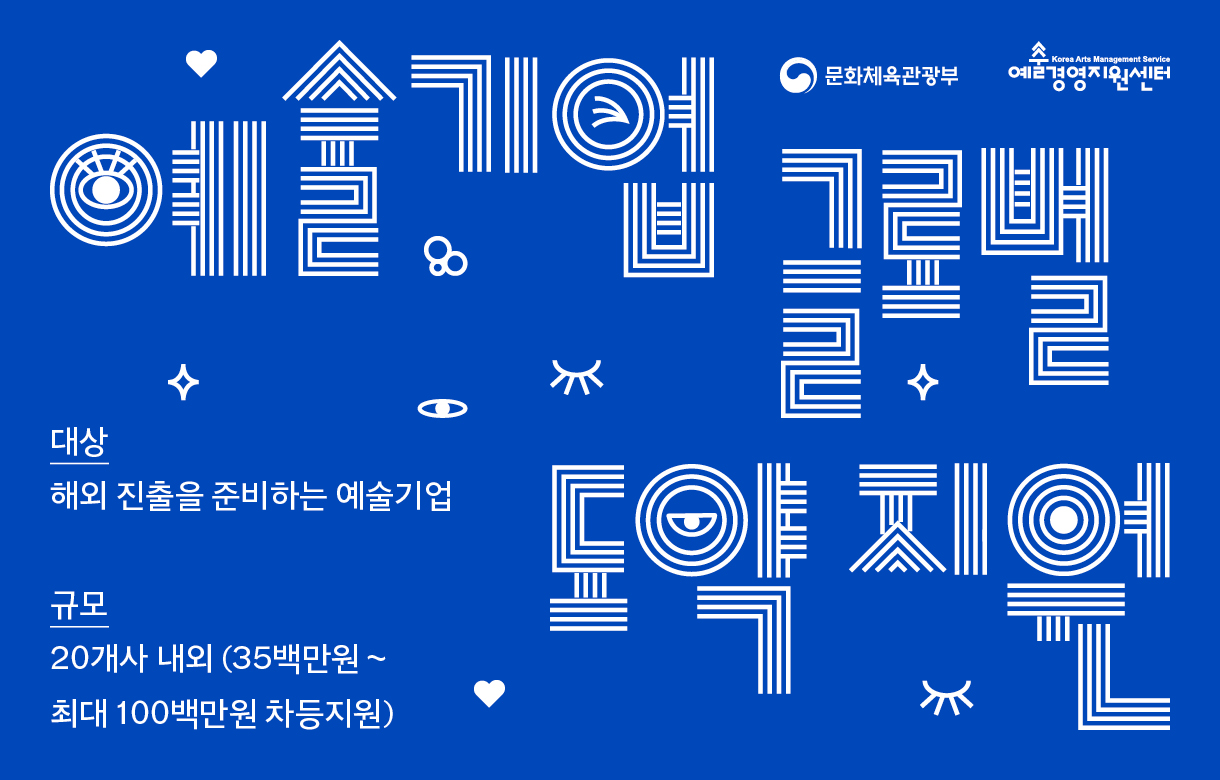 예술기업
글로벌
도약 지원
문화체육관광부
Korea Arts Management Service
예술경영지원센터
대상
해외 진출을 준비하는 예술기업
규모
20개사 내외 (35백만원 ~
최대 100백만원 차등지원)